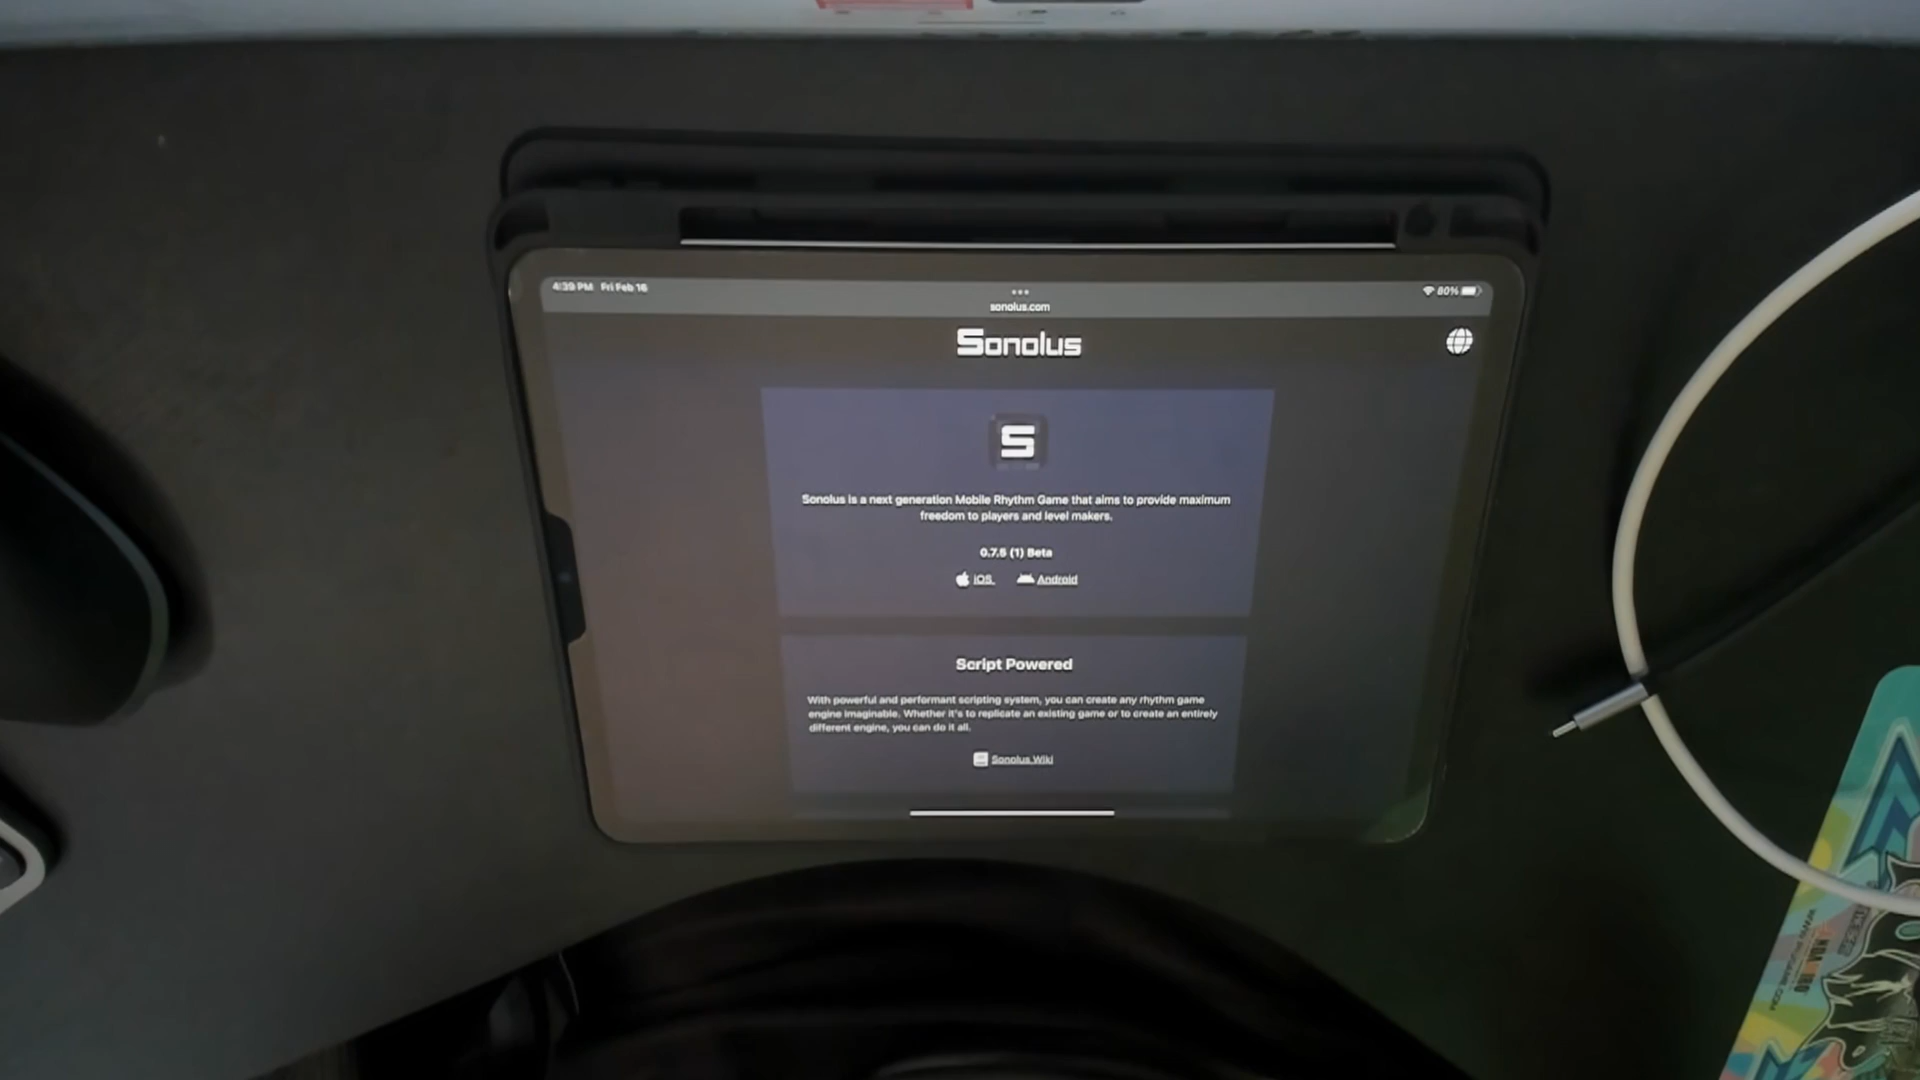 4:39 PM Fri Feb 16
80%
sonolus.com
Sonolus
S
Sonolus is a next generation Mobile Rhythm Game that aims to provide maximum
freedom to players and level makers.
0.7.5 (1) Beta
iOS
Android
Script Powered
With powerful and performant scripting system, you can create any rhythm game
engine imaginable. Whether it's to replicate an existing game or to create an entirely
different engine, you can do it all.
Sonolus Wiki